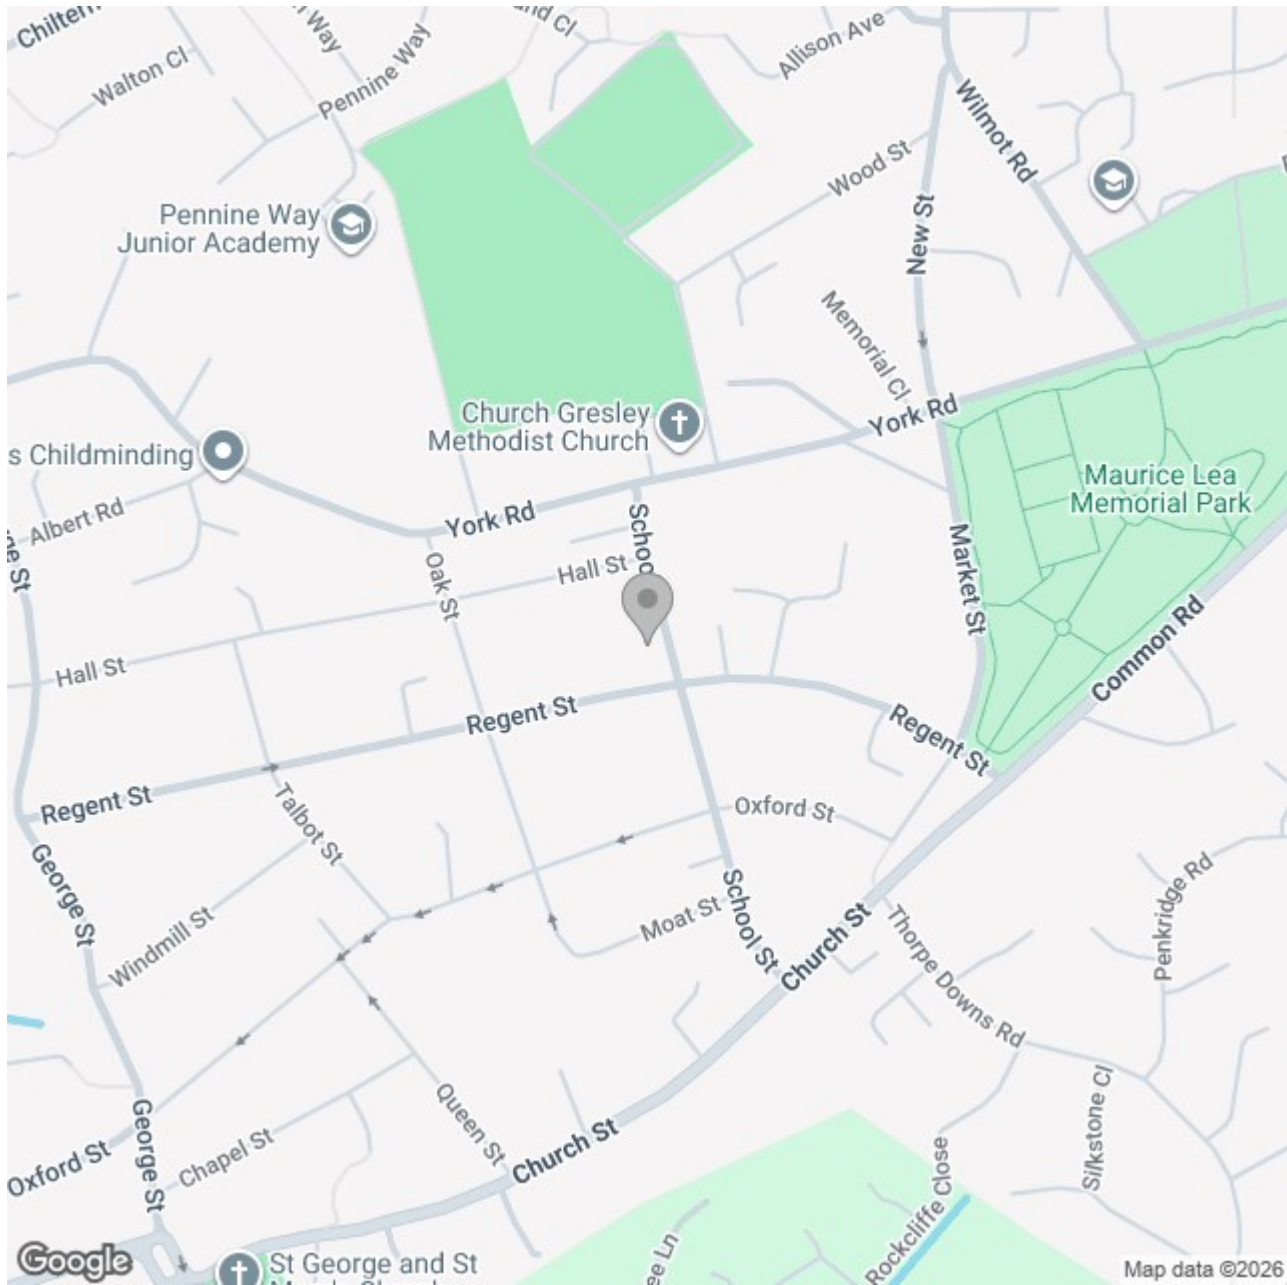 Walton Cl
Pennine Way
Allison Ave
Wilmot Rd
Wood St
New St
Pennine Way
Junior Academy
Memorial Cl
Church Gresley
Methodist Church
York Rd
s Childminding
Maurice Lea
Memorial Park
Albert Rd
York Rd
Oak St
Hall St
Market St
Common Rd
Hall St
Regent St
Regent St
Regent St
Talbot St
Oxford St
George St
Windmill St
School St
Moat St
Church St
Thorpe Downs Rd
Penkridge Rd
Queen St
Silkstone Cl
Chapel St
Church St
Oxford St
George St
Rockcliffe Close
St George and St
Google
Map data ©2026